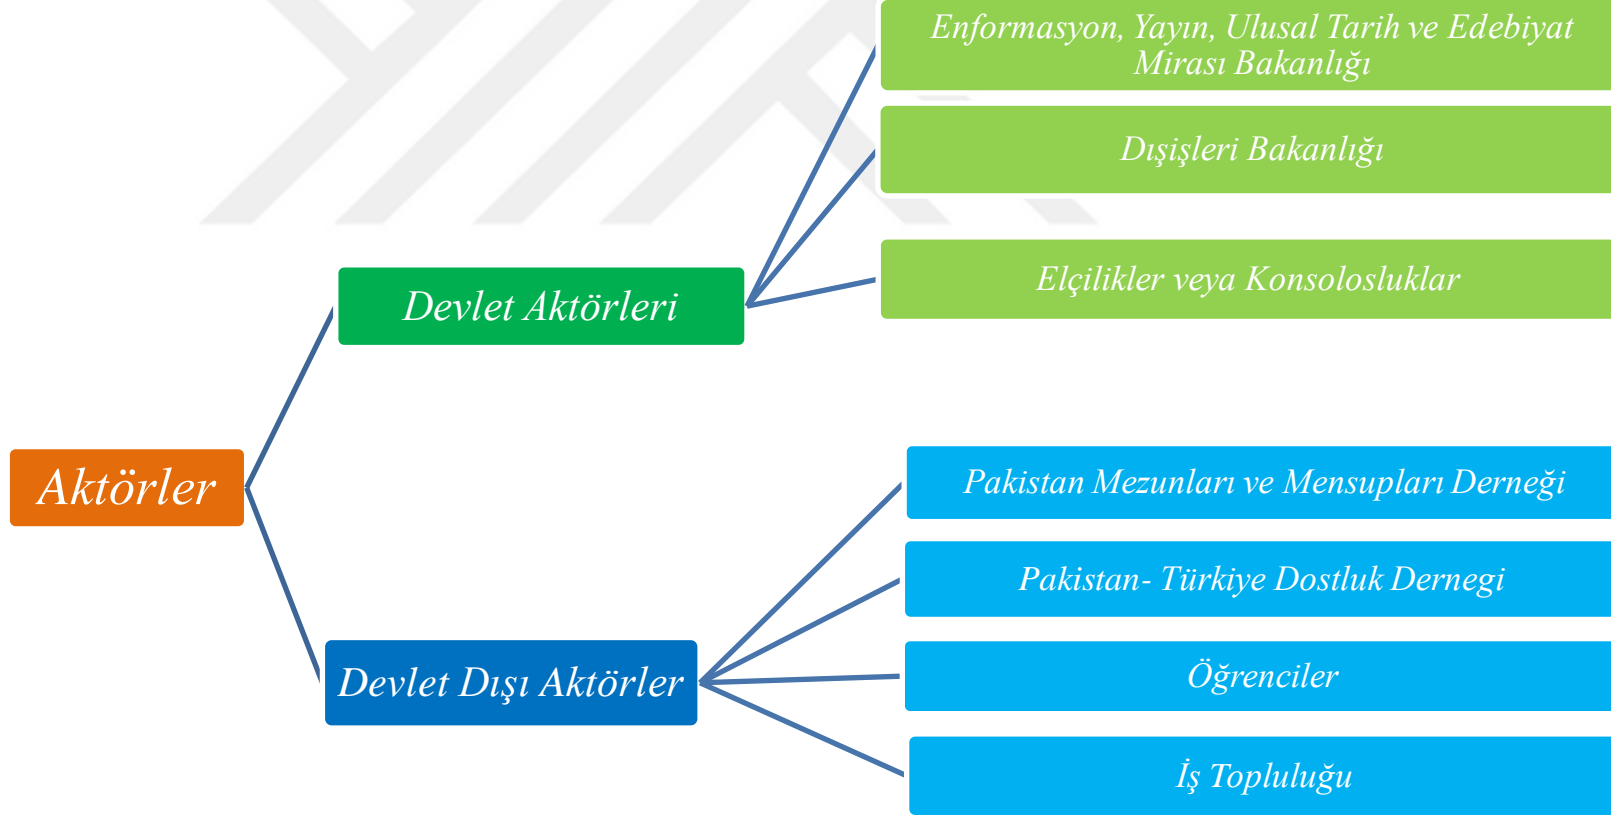 Enformasyon, Yayın, Ulusal Tarih ve Edebiyat
Mirası Bakanlığı
Dışişleri Bakanlığı
Elçilikler veya Konsolosluklar
Devlet Aktörleri
Aktörler
Pakistan Mezunları ve Mensupları Derneği
Pakistan- Türkiye Dostluk Dernegi
Devlet Dışı Aktörler
Öğrenciler
İş Topluluğu